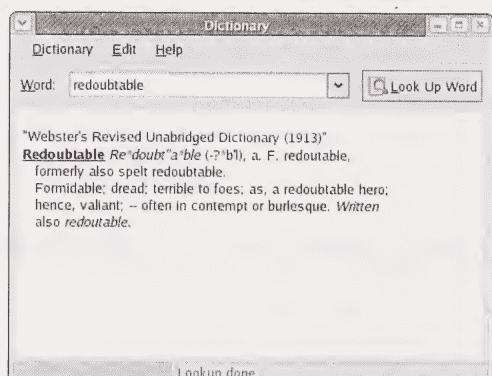 Dictionary
Dictionary Edit Help
Word: redoubtable Look Up Word
"Webster's Revised Unabridged Dictionary (1913)"
Redoubtable Re*doubt"a*ble (-?*b'l), a. F. redoutable,
formerly also spelt redoubtable.
Formidable; dread; terrible to foes; as, a redoubtable hero;
hence, valiant; -- often in contempt or burlesque. Written
also redoutable.
Lookup done